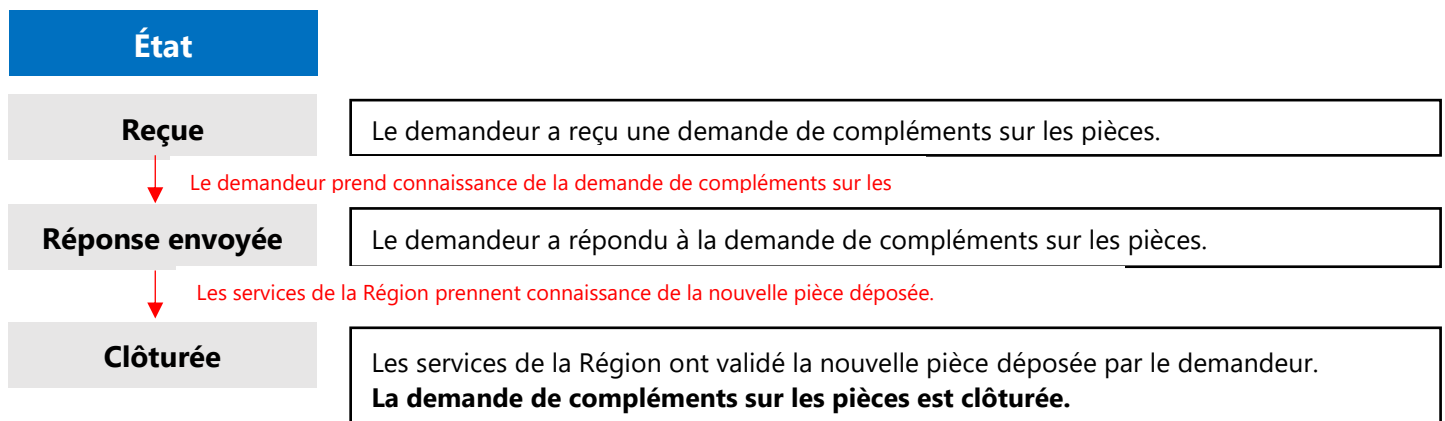 État
Reçue
Le demandeur a reçu une demande de compléments sur les pièces.
Le demandeur prend connaissance de la demande de compléments sur les
Réponse envoyée
Le demandeur a répondu à la demande de compléments sur les pièces.
Les services de la Région prennent connaissance de la nouvelle pièce déposée.
Clôturée
Les services de la Région ont validé la nouvelle pièce déposée par le demandeur.
La demande de compléments sur les pièces est clôturée.